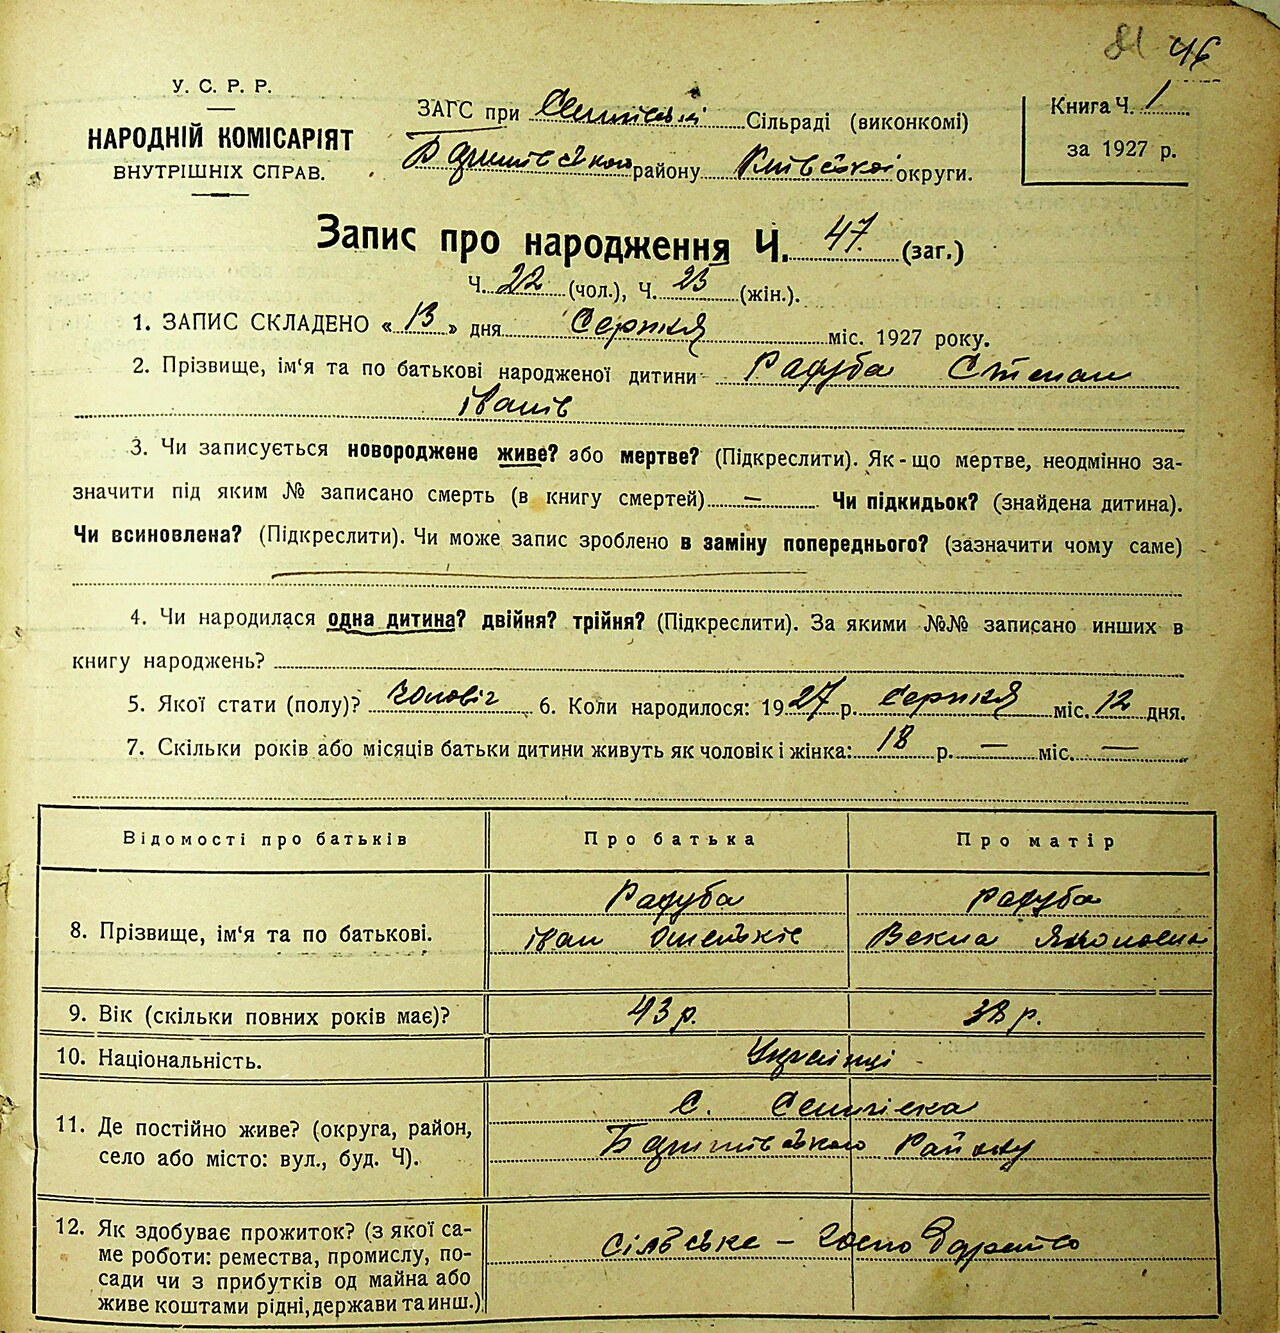 81 46
У. С. Р. Р.
НАРОДНІЙ КОМІСАРІЯТ
ВНУТРІШНІХ СПРАВ.
ЗАГС при Сільраді (виконкомі)
Баришівського району Київської округи.
Книга Ч. 1
за 1927 р.
Запис про народження Ч. 47. (заг.)
Ч. 22 (чол.), Ч. 25 (жін.).
1. ЗАПИС СКЛАДЕНО « 13 » дня Серпня міс. 1927 року.
2. Прізвище, ім'я та по батькові народженої дитини Радуба Степан
Іванів
3. Чи записується новороджене живе? або мертве? (Підкреслити). Як-що мертве, неодмінно за-
значити під яким № записано смерть (в книгу смертей) — Чи підкидьок? (знайдена дитина).
Чи всиновлена? (Підкреслити). Чи може запис зроблено в заміну попереднього? (зазначити чому саме)
4. Чи народилася одна дитина? двійня? трійня? (Підкреслити). За якими №№ записано инших в
книгу народжень?
5. Якої стати (полу)? чоловіч 6. Коли народилося: 1927 р. Серпня міс. 12 дня.
7. Скільки років або місяців батьки дитини живуть як чоловік і жінка: 18 р. — міс. —
Відомості про батьків Про батька Про матір
8. Прізвище, ім'я та по батькові. Радуба Радуба
Іван Векла
9. Вік (скільки повних років має)? 43 р. 38 р.
10. Національність. Українці
11. Де постійно живе? (округа, район, село або місто: вул., буд. Ч). С. Селичівка
Баришівського Району
12. Як здобуває прожиток? (з якої са-
ме роботи: ремества, промислу, по-
сади чи з прибутків од майна або
живе коштами рідні, держави та инш.) сільське – господарство